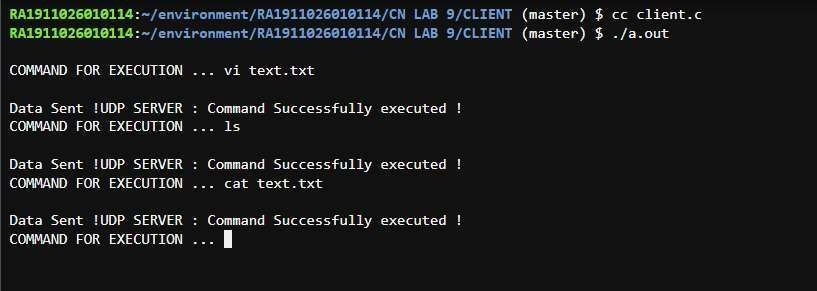 RA1911026010114:~/environment/RA1911026010114/CN LAB 9/CLIENT (master) $ cc client.c
RA1911026010114:~/environment/RA1911026010114/CN LAB 9/CLIENT (master) $ ./a.out
COMMAND FOR EXECUTION ... vi text.txt
Data Sent !UDP SERVER : Command Successfully executed !
COMMAND FOR EXECUTION ... ls
Data Sent !UDP SERVER : Command Successfully executed !
COMMAND FOR EXECUTION ... cat text.txt
Data Sent !UDP SERVER : Command Successfully executed !
COMMAND FOR EXECUTION ...